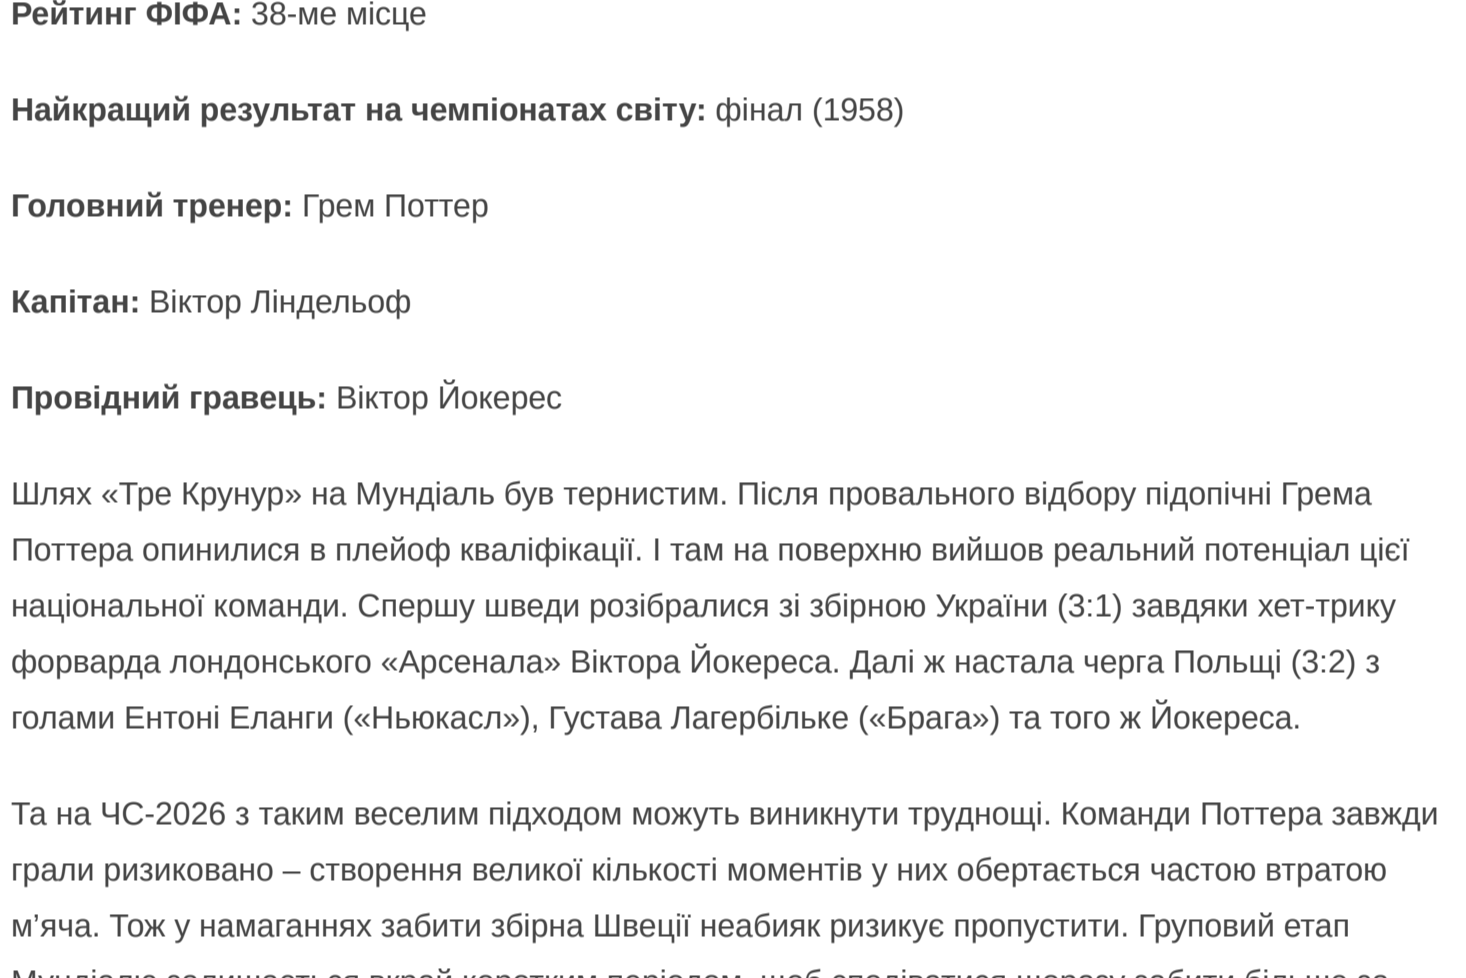 Рейтинг ФІФА: 38-ме місце
Найкращий результат на чемпіонатах світу: фінал (1958)
Головний тренер: Грем Поттер
Капітан: Віктор Ліндельоф
Провідний гравець: Віктор Йокерес
Шлях «Тре Крунур» на Мундіаль був тернистим. Після провального відбору підопічні Грема
Поттера опинилися в плейоф кваліфікації. І там на поверхню вийшов реальний потенціал цієї
національної команди. Спершу шведи розібралися зі збірною України (3:1) завдяки хет-трику
форварда лондонського «Арсенала» Віктора Йокереса. Далі ж настала черга Польщі (3:2) з
голами Ентоні Еланги («Ньюкасл»), Густава Лагербільке («Брага») та того ж Йокереса.
Та на ЧС-2026 з таким веселим підходом можуть виникнути труднощі. Команди Поттера завжди
грали ризиковано – створення великої кількості моментів у них обертається частою втратою
м’яча. Тож у намаганнях забити збірна Швеції неабияк ризикує пропустити. Груповий етап